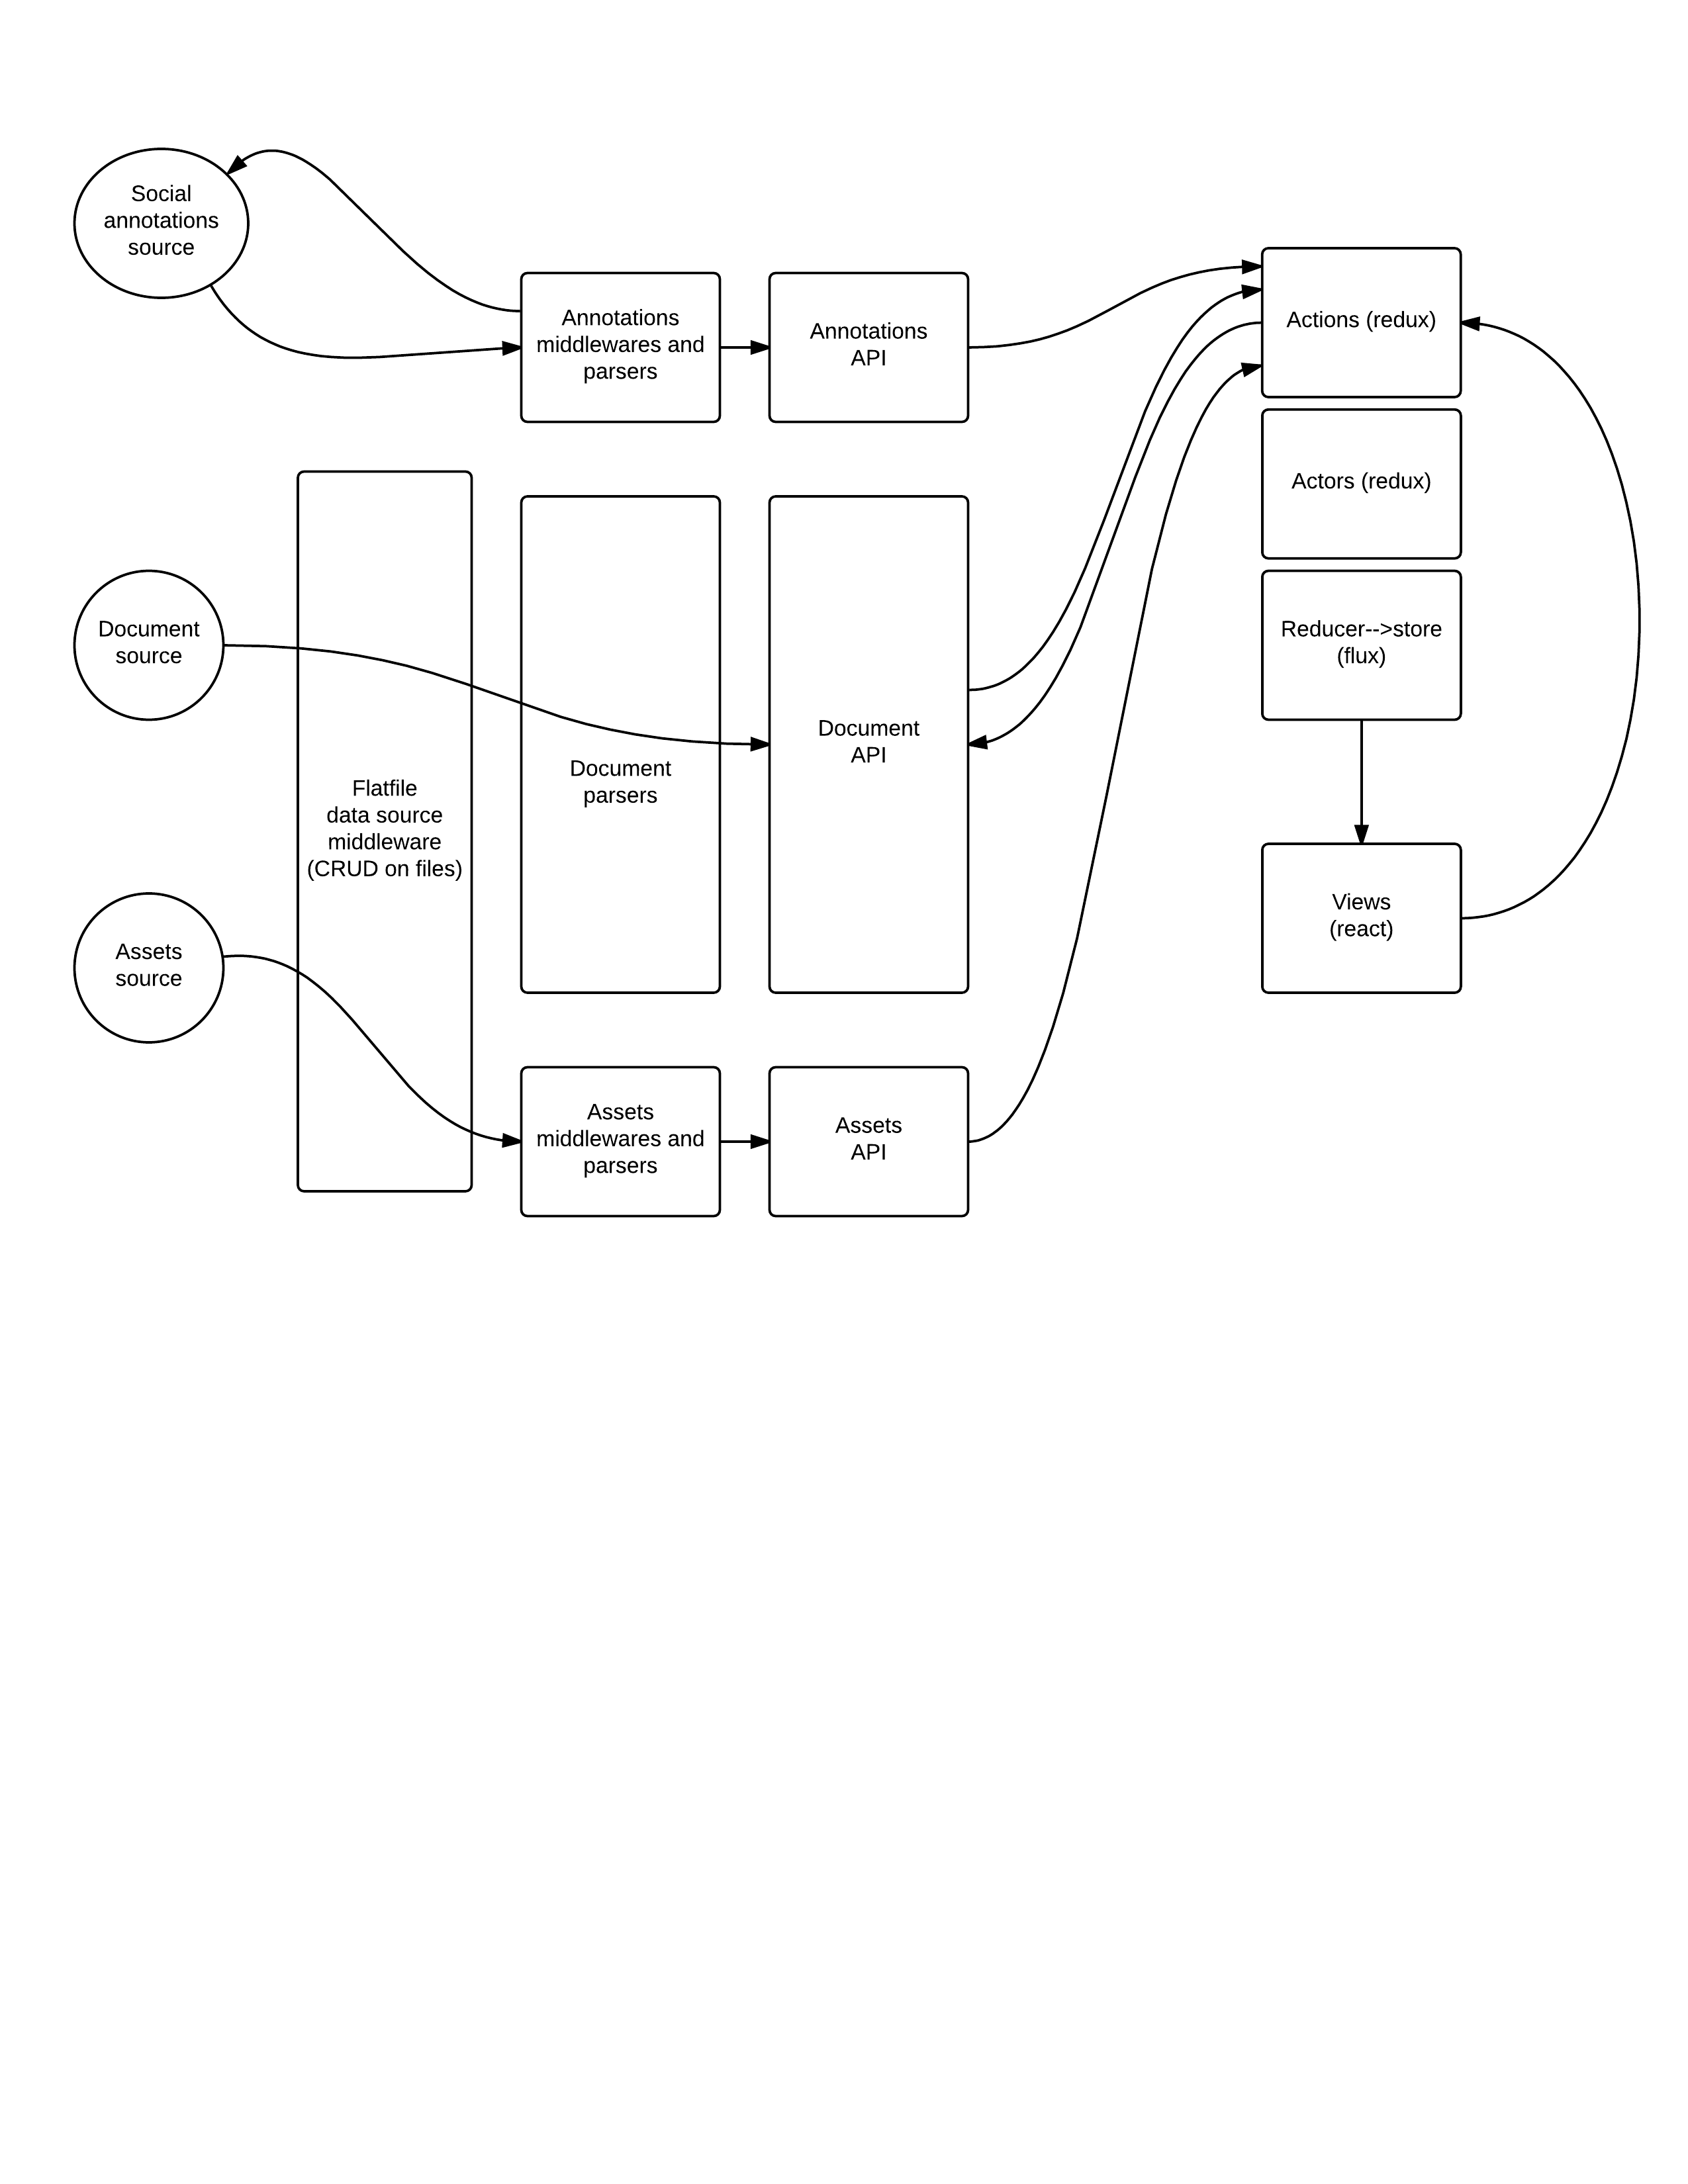 Social
annotations
source
Annotations
middlewares and
parsers
Annotations
API
Actions (redux)
Actors (redux)
Document
source
Reducer-->store
(flux)
Document
API
Document
parsers
Flatfile
data source
middleware
(CRUD on files)
Views
(react)
Assets
source
Assets
middlewares and
parsers
Assets
API